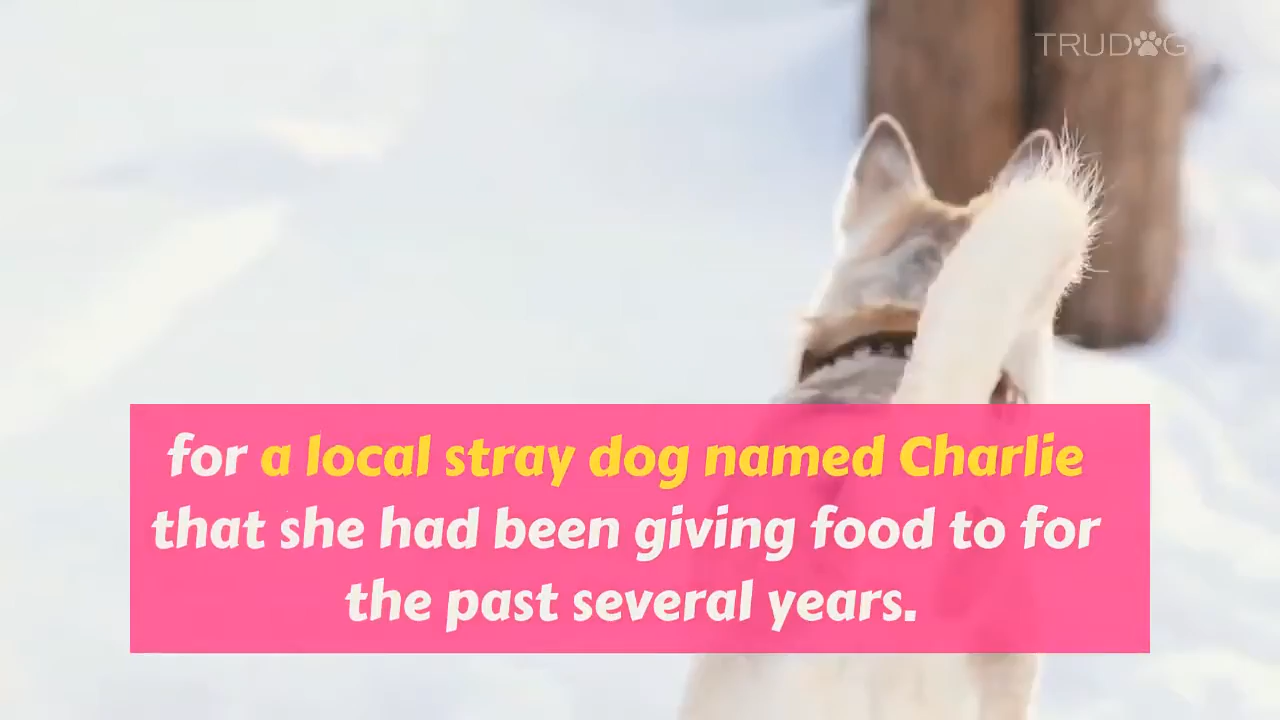 TRUDOG
for a local stray dog named Charlie
that she had been giving food to for
the past several years.